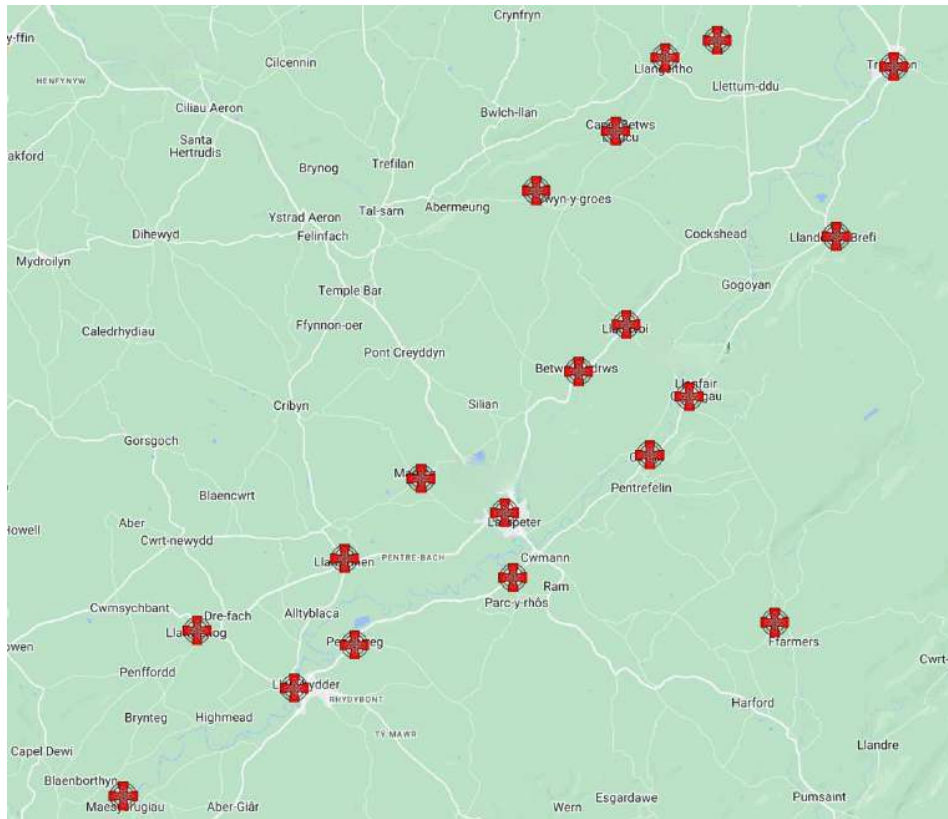 Crynfryn
y-ffin
Cilcennin
Llangeitho
HENFYNYW
Llettum-ddu
Ciliau Aeron
Bwlch-llan
Santa
Hertrudis
akford
Trefilan
Brynog
Tal-sarn
Abermeurig
Ystrad Aeron
Felinfach
Dihewyd
Cockshead
Mydroilyn
Gogoyan
Temple Bar
Ffynnon-oer
Caledrhydiau
Pont Creyddyn
Silian
Cribyn
Gorsgoch
Pentrefelin
Blaencwrt
Howell
Aber
Cwrt-newydd
PENTRE-BACH
Cwmann
Ram
Parc-y-rhôs
Cwmsychbant
Dre-fach
Alltyblaca
Ffarmers
owen
Cwrt-
Penffordd
RHYDYBONT
Harford
Brynteg
Highmead
TY MAWR
Llandre
Capel Dewi
Blaenborthyn
Aber-Giâr
Esgardawe
Wern
Pumsaint